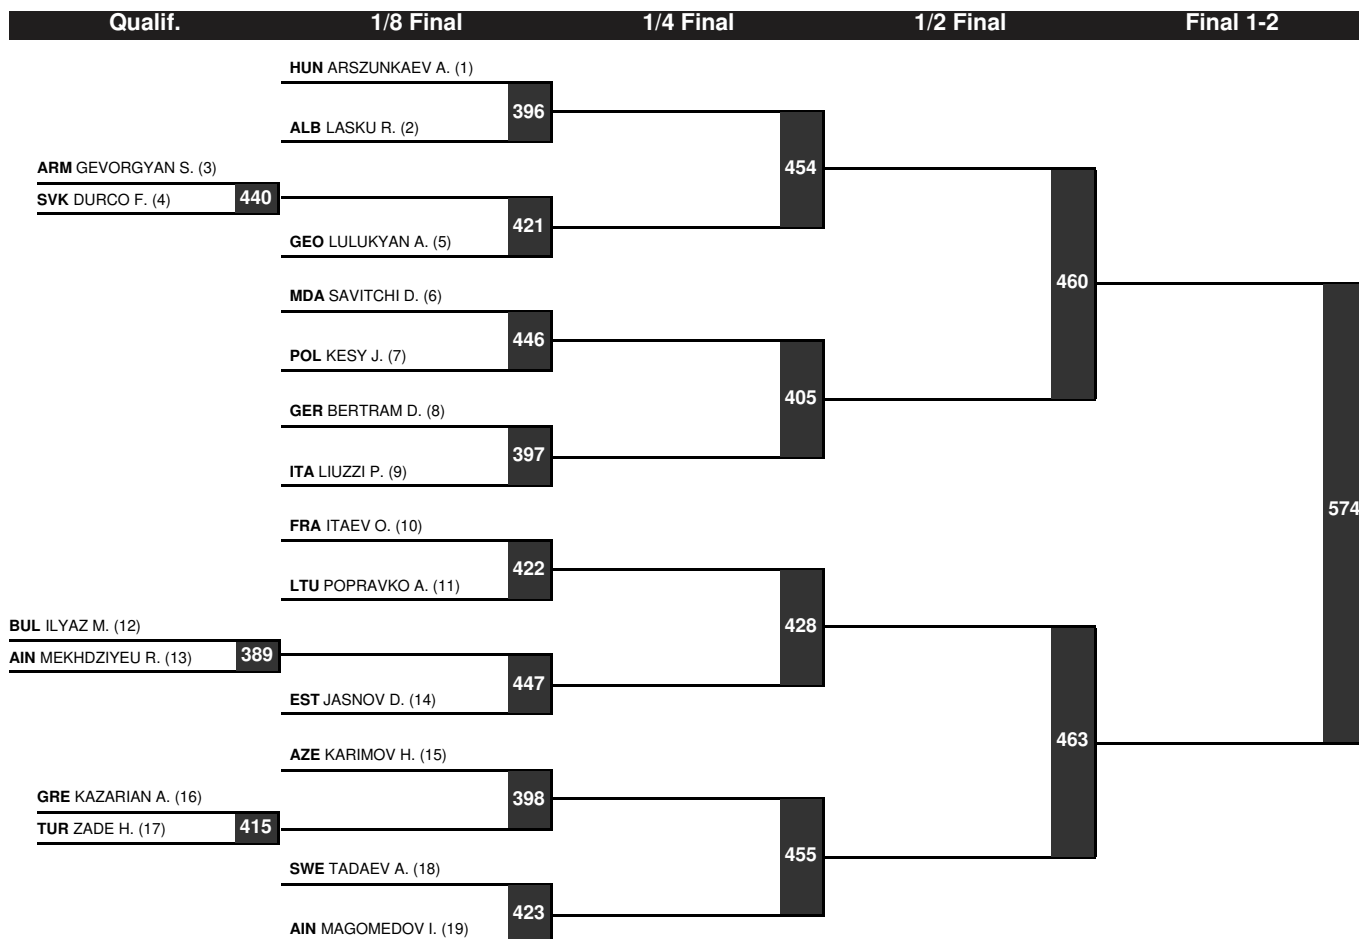 Qualif. 1/8 Final 1/4 Final 1/2 Final Final 1-2
HUN ARSZUNKAEV A. (1)
396
ALB LASKU R. (2)
ARM GEVORGYAN S. (3)
454
SVK DURCO F. (4) 440
421
GEO LULUKYAN A. (5)
460
MDA SAVITCHI D. (6)
446
POL KESY J. (7)
405
GER BERTRAM D. (8)
397
ITA LIUZZI P. (9)
574
FRA ITAEV O. (10)
422
LTU POPRAVKO A. (11)
BUL ILYAZ M. (12)
428
AIN MEKHDZIYEU R. (13) 389
447
EST JASNOV D. (14)
463
AZE KARIMOV H. (15)
GRE KAZARIAN A. (16)
398
TUR ZADE H. (17) 415
455
SWE TADAEV A. (18)
423
AIN MAGOMEDOV I. (19)